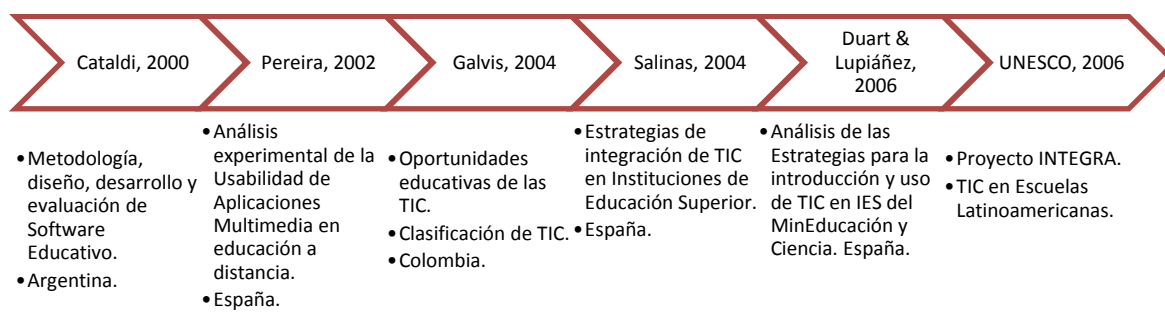 Cataldi, 2000
Pereira, 2002
Galvis, 2004
Salinas, 2004
Duart &
Lupiáñez,
2006
UNESCO, 2006
•Metodología,
diseño, desarrollo y
evaluación de
Software
Educativo.
•Argentina.
•Análisis
experimental de la
Usabilidad de
Aplicaciones
Multimedia en
educación a
distancia.
•España.
•Oportunidades
educativas de las
TIC.
•Clasificación de TIC.
•Colombia.
•Estrategias de
integración de TIC
en Instituciones de
Educación Superior.
•España.
•Análisis de las
Estrategias para la
introducción y uso
de TIC en IES del
MinEducación y
Ciencia. España.
•Proyecto INTEGRA.
•TIC en Escuelas
Latinoamericanas.